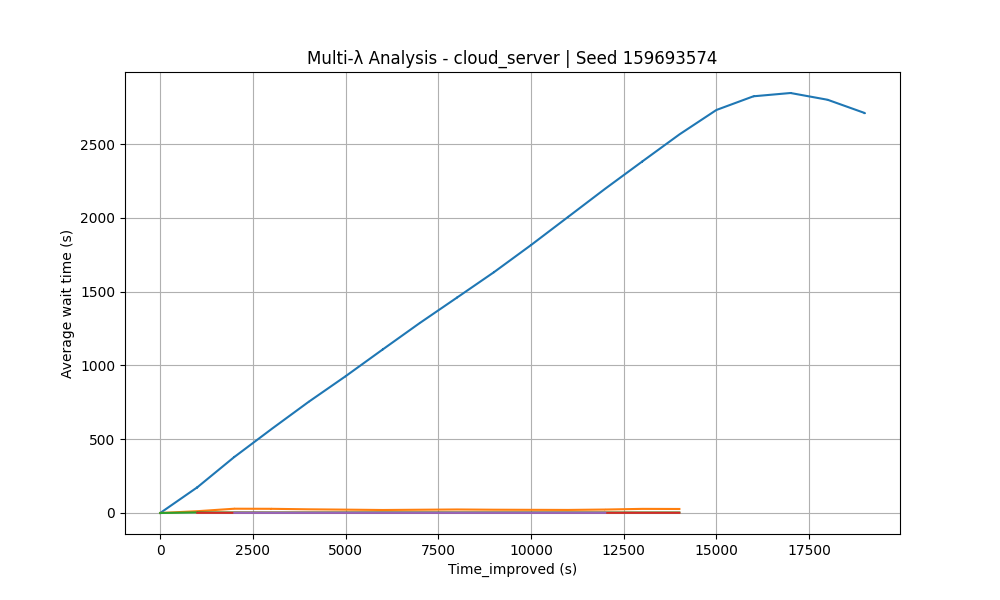 Multi-λ Analysis - cloud_server | Seed 159693574
Average wait time (s)
2500
2000
1500
1000
500
0
0 2500 5000 7500 10000 12500 15000 17500
Time_improved (s)